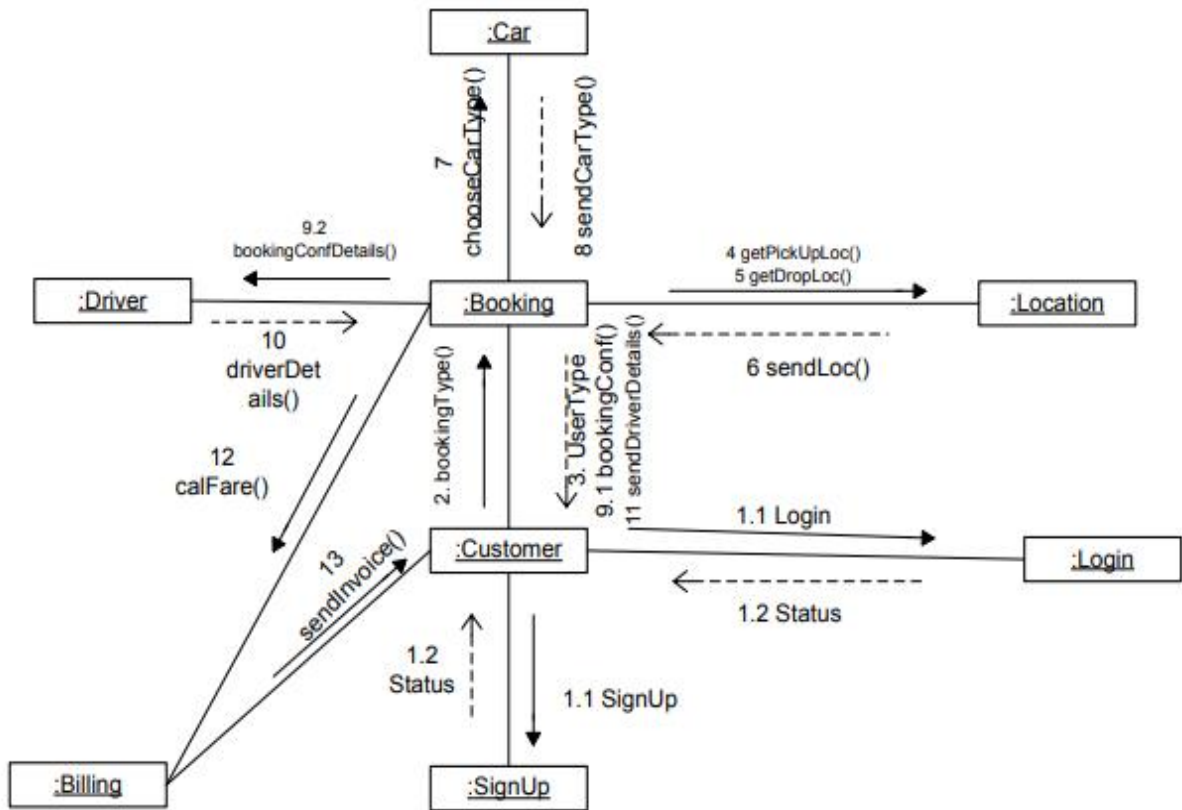 :Car
7
chooseCarType()
8 sendCarType()
9.2
bookingConfDetails()
4 getPickUpLoc()
5 getDropLoc()
:Driver
:Booking
:Location
10
driverDet
ails()
6 sendLoc()
2. bookingType()
3. UserType
9.1 bookingConf()
11 sendDriverDetails()
12
calFare()
13
sendInvoice()
1.1 Login
:Customer
:Login
1.2 Status
1.2
Status
1.1 SignUp
:Billing
:SignUp